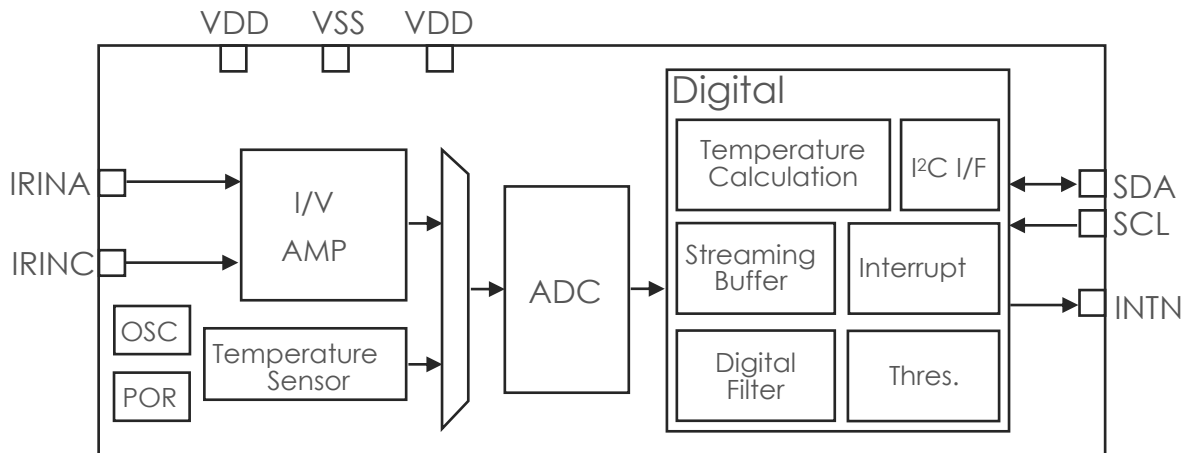 VDD VSS VDD
Digital
Temperature
Calculation
I²C I/F
IRINA
I/V
AMP
SDA
SCL
IRINC
Streaming
Buffer
Interrupt
ADC
INTN
OSC
Temperature
Sensor
POR
Digital
Filter
Thres.